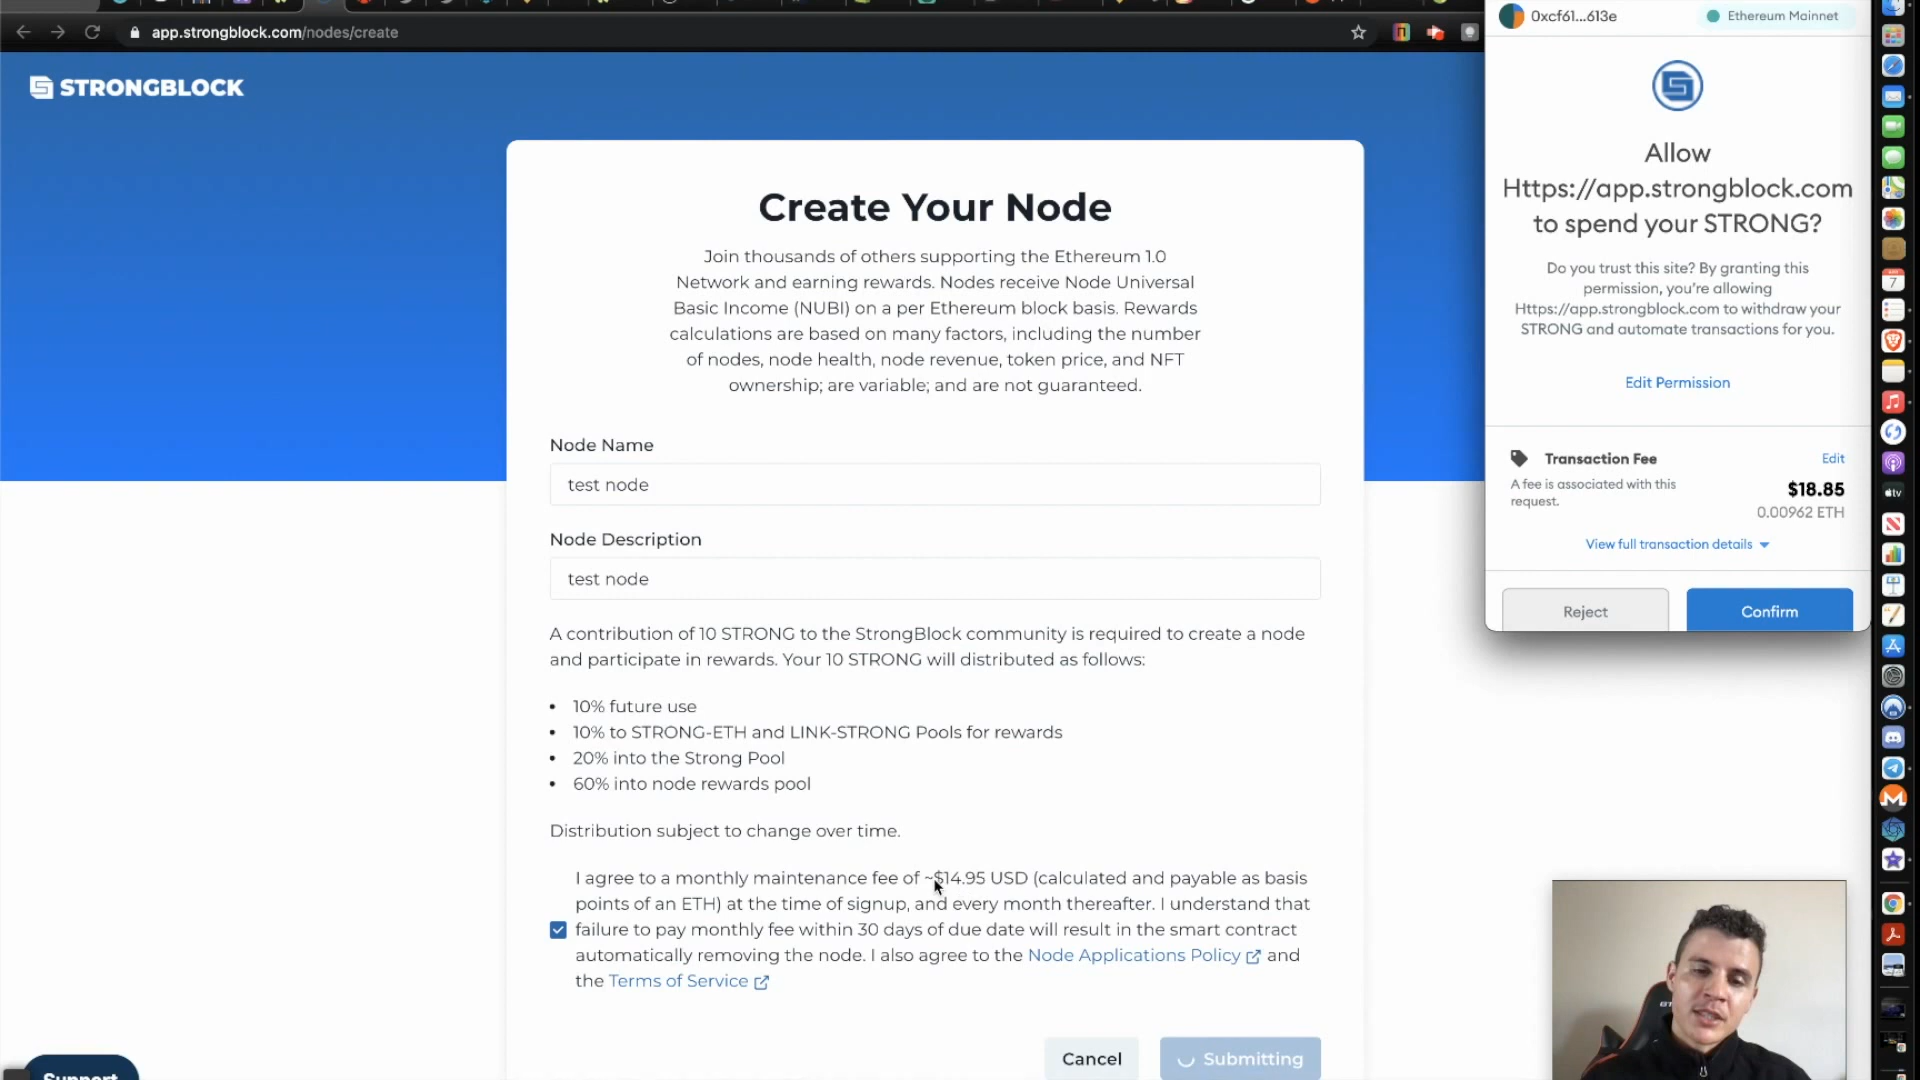 app.strongblock.com/nodes/create
STRONGBLOCK
Create Your Node
Join thousands of others supporting the Ethereum 1.0
Network and earning rewards. Nodes receive Node Universal
Basic Income (NUBI) on a per Ethereum block basis. Rewards
calculations are based on many factors, including the number
of nodes, node health, node revenue, token price, and NFT
ownership; are variable; and are not guaranteed.
Node Name
test node
Node Description
test node
A contribution of 10 STRONG to the StrongBlock community is required to create a node
and participate in rewards. Your 10 STRONG will distributed as follows:
• 10% future use
• 10% to STRONG-ETH and LINK-STRONG Pools for rewards
• 20% into the Strong Pool
• 60% into node rewards pool
Distribution subject to change over time.
I agree to a monthly maintenance fee of ~$14.95 USD (calculated and payable as basis
points of an ETH) at the time of signup, and every month thereafter. I understand that
failure to pay monthly fee within 30 days of due date will result in the smart contract
automatically removing the node. I also agree to the Node Applications Policy and
the Terms of Service
Cancel
Submitting
Support
0xcf61...613e
Ethereum Mainnet
Allow
Https://app.strongblock.com
to spend your STRONG?
Do you trust this site? By granting this
permission, you're allowing
Https://app.strongblock.com to withdraw your
STRONG and automate transactions for you.
Edit Permission
Transaction Fee
Edit
A fee is associated with this
request.
$18.85
0.00962 ETH
View full transaction details
Reject
Confirm
7
tv